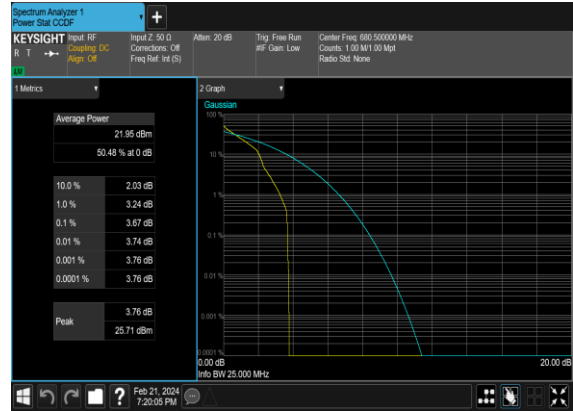 Spectrum Analyzer 1
Power Stat CCDF
+
KEYSIGHT
R T
LXI
Input: RF
Coupling: DC
Align: Off
Input Z: 50 Ω
Corrections: Off
Freq Ref: Int (S)
Atten: 20 dB
Trig: Free Run
#IF Gain: Low
Center Freq: 680.500000 MHz
Counts: 1.00 M/1.00 Mpt
Radio Std: None
1 Metrics
Average Power
21.95 dBm
50.48 % at 0 dB
10.0 % 2.03 dB
1.0 % 3.24 dB
0.1 % 3.67 dB
0.01 % 3.74 dB
0.001 % 3.76 dB
0.0001 % 3.76 dB
Peak
3.76 dB
25.71 dBm
2 Graph
Gaussian
100 %
10 %
1 %
0.1 %
0.01 %
0.001 %
0.0001 %
0.00 dB
20.00 dB
Info BW 25.000 MHz
?
Feb 21, 2024
7:20:05 PM